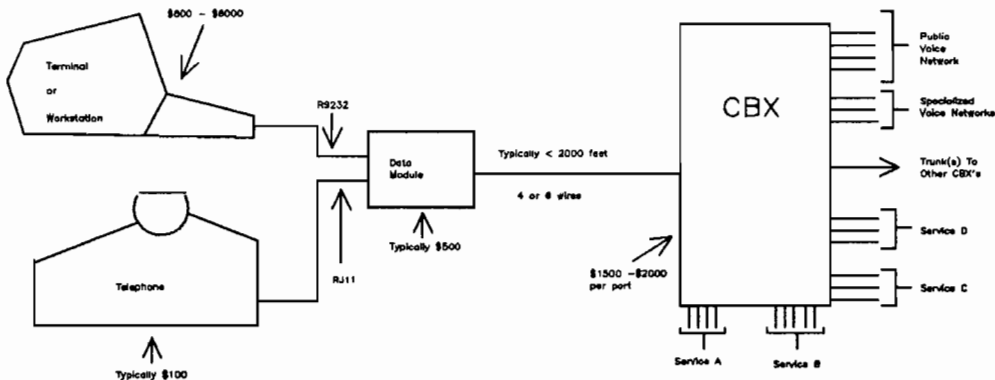 $600 - $6000
Terminal
or
Workstation
R9232
Data
Module
Typically < 2000 feet
4 or 6 wires
Typically $500
RJ11
Telephone
Typically $100
$1500 -$2000
per port
CBX
Public
Voice
Network
Specialized
Voice Networks
Trunk(s) To
Other CBX's
Service D
Service C
Service A
Service B